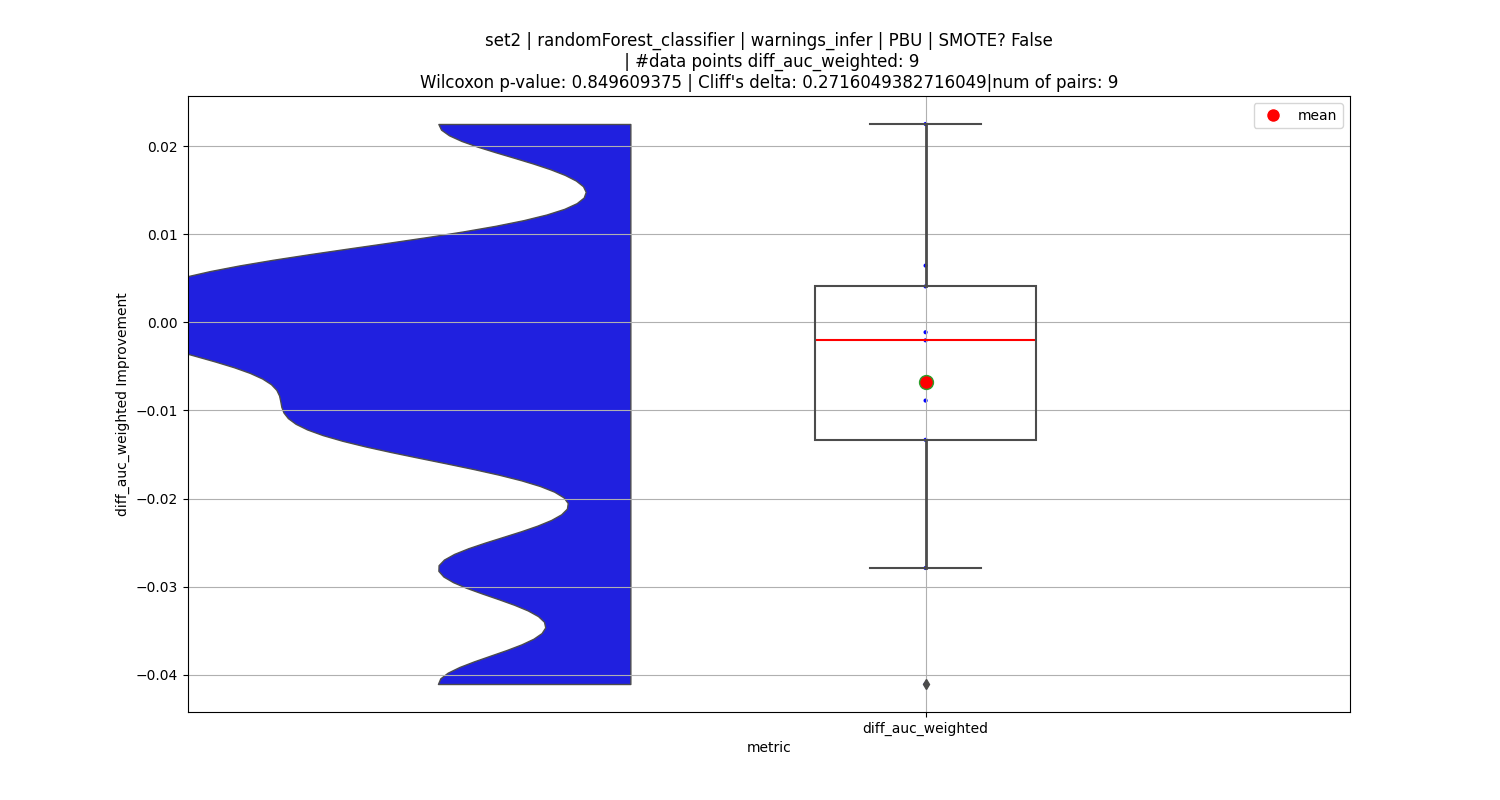 set2 | randomForest_classifier | warnings_infer | PBU | SMOTE? False
| #data points diff_auc_weighted: 9
Wilcoxon p-value: 0.849609375 | Cliff's delta: 0.2716049382716049|num of pairs: 9
mean
0.02
0.01
0.00
−0.01
−0.02
−0.03
−0.04
diff_auc_weighted Improvement
diff_auc_weighted
metric